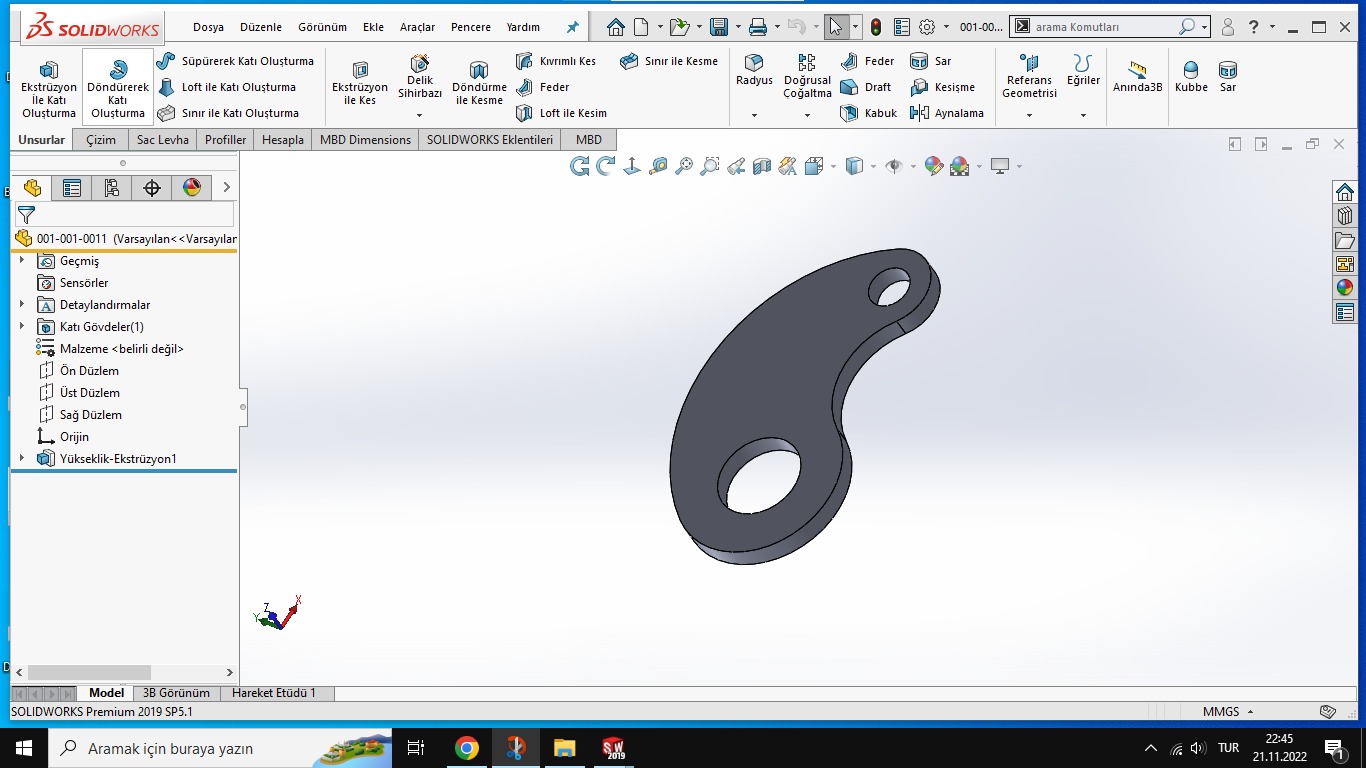 SOLIDWORKS
Dosya Düzenle Görünüm Ekle Araçlar Pencere Yardım
001-00...
arama Komutları
Ekstrüzyon ile Katı Oluşturma
Döndürerek Katı Oluşturma
Süpürerek Katı Oluşturma
Loft ile Katı Oluşturma
Sınır ile Katı Oluşturma
Ekstrüzyon ile Kes
Delik Sihirbazı
Döndürme ile Kesme
Kıvrımlı Kes
Feder
Loft ile Kesim
Sınır ile Kesme
Radyus
Doğrusal Çoğaltma
Feder
Draft
Kabuk
Sar
Kesişme
Aynalama
Referans Geometrisi
Eğriler
Anında3B
Kubbe
Sar
Unsurlar Çizim Sac Levha Profiller Hesapla MBD Dimensions SOLIDWORKS Eklentileri MBD
001-001-0011 (Varsayılan<<Varsayılan
Geçmiş
Sensörler
Detaylandırmalar
Katı Gövdeler(1)
Malzeme <belirli değil>
Ön Düzlem
Üst Düzlem
Sağ Düzlem
Orijin
Yükseklik-Ekstrüzyon1
X
Z
Y
Model 3B Görünüm Hareket Etüdü 1
SOLIDWORKS Premium 2019 SP5.1
MMGS
Aramak için buraya yazın
SW
2019
TUR
22:45
21.11.2022
1